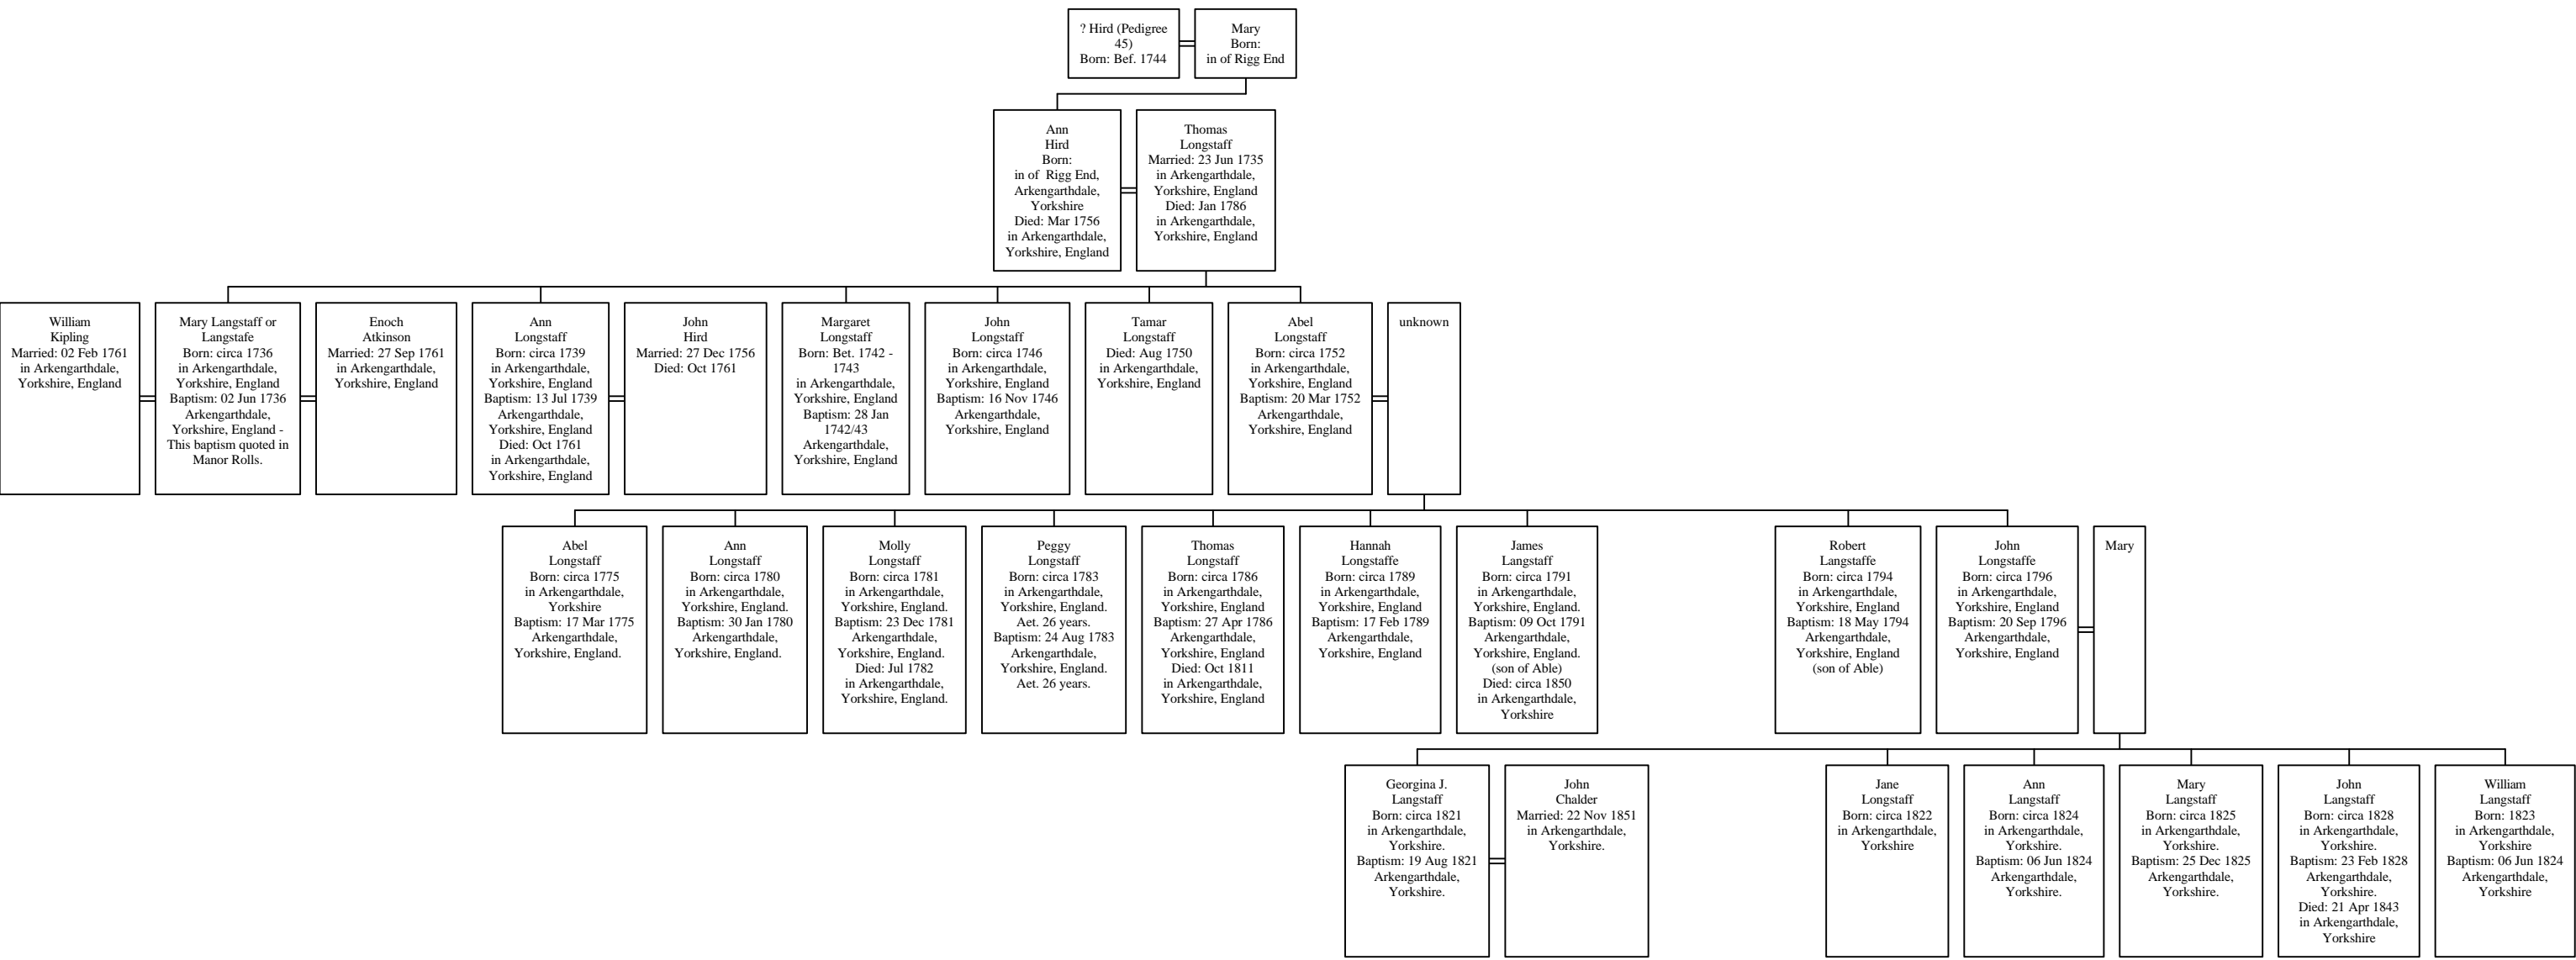 ? Hird (Pedigree
45)
Born: Bef. 1744
Mary
Born:
in of Rigg End
Ann
Hird
Born:
in of Rigg End,
Arkengarthdale,
Yorkshire
Died: Mar 1756
in Arkengarthdale,
Yorkshire, England
Thomas
Longstaff
Married: 23 Jun 1735
in Arkengarthdale,
Yorkshire, England
Died: Jan 1786
in Arkengarthdale,
Yorkshire, England
William
Kipling
Married: 02 Feb 1761
in Arkengarthdale,
Yorkshire, England
Mary Langstaff or
Langstafe
Born: circa 1736
in Arkengarthdale,
Yorkshire, England
Baptism: 02 Jun 1736
Arkengarthdale,
Yorkshire, England -
This baptism quoted in
Manor Rolls.
Enoch
Atkinson
Married: 27 Sep 1761
in Arkengarthdale,
Yorkshire, England
Ann
Longstaff
Born: circa 1739
in Arkengarthdale,
Yorkshire, England
Baptism: 13 Jul 1739
Arkengarthdale,
Yorkshire, England
Died: Oct 1761
in Arkengarthdale,
Yorkshire, England
John
Hird
Married: 27 Dec 1756
Died: Oct 1761
Margaret
Longstaff
Born: Bet. 1742 -
1743
in Arkengarthdale,
Yorkshire, England
Baptism: 28 Jan
1742/43
Arkengarthdale,
Yorkshire, England
John
Longstaff
Born: circa 1746
in Arkengarthdale,
Yorkshire, England
Baptism: 16 Nov 1746
Arkengarthdale,
Yorkshire, England
Tamar
Longstaff
Died: Aug 1750
in Arkengarthdale,
Yorkshire, England
Abel
Longstaff
Born: circa 1752
in Arkengarthdale,
Yorkshire, England
Baptism: 20 Mar 1752
Arkengarthdale,
Yorkshire, England
unknown
Abel
Longstaff
Born: circa 1775
in Arkengarthdale,
Yorkshire
Baptism: 17 Mar 1775
Arkengarthdale,
Yorkshire, England.
Ann
Longstaff
Born: circa 1780
in Arkengarthdale,
Yorkshire, England.
Baptism: 30 Jan 1780
Arkengarthdale,
Yorkshire, England.
Molly
Longstaff
Born: circa 1781
in Arkengarthdale,
Yorkshire, England.
Baptism: 23 Dec 1781
Arkengarthdale,
Yorkshire, England.
Died: Jul 1782
in Arkengarthdale,
Yorkshire, England.
Peggy
Longstaff
Born: circa 1783
in Arkengarthdale,
Yorkshire, England.
Aet. 26 years.
Baptism: 24 Aug 1783
Arkengarthdale,
Yorkshire, England.
Aet. 26 years.
Thomas
Longstaff
Born: circa 1786
in Arkengarthdale,
Yorkshire, England
Baptism: 27 Apr 1786
Arkengarthdale,
Yorkshire, England
Died: Oct 1811
in Arkengarthdale,
Yorkshire, England
Hannah
Longstaffe
Born: circa 1789
in Arkengarthdale,
Yorkshire, England
Baptism: 17 Feb 1789
Arkengarthdale,
Yorkshire, England
James
Langstaff
Born: circa 1791
in Arkengarthdale,
Yorkshire, England.
Baptism: 09 Oct 1791
Arkengarthdale,
Yorkshire, England.
(son of Able)
Died: circa 1850
in Arkengarthdale,
Yorkshire
Robert
Langstaffe
Born: circa 1794
in Arkengarthdale,
Yorkshire, England
Baptism: 18 May 1794
Arkengarthdale,
Yorkshire, England
(son of Able)
John
Longstaffe
Born: circa 1796
in Arkengarthdale,
Yorkshire, England
Baptism: 20 Sep 1796
Arkengarthdale,
Yorkshire, England
Mary
Georgina J.
Langstaff
Born: circa 1821
in Arkengarthdale,
Yorkshire.
Baptism: 19 Aug 1821
Arkengarthdale,
Yorkshire.
John
Chalder
Married: 22 Nov 1851
in Arkengarthdale,
Yorkshire.
Jane
Longstaff
Born: circa 1822
in Arkengarthdale,
Yorkshire
Ann
Langstaff
Born: circa 1824
in Arkengarthdale,
Yorkshire.
Baptism: 06 Jun 1824
Arkengarthdale,
Yorkshire.
Mary
Langstaff
Born: circa 1825
in Arkengarthdale,
Yorkshire.
Baptism: 25 Dec 1825
Arkengarthdale,
Yorkshire.
John
Langstaff
Born: circa 1828
in Arkengarthdale,
Yorkshire.
Baptism: 23 Feb 1828
Arkengarthdale,
Yorkshire.
Died: 21 Apr 1843
in Arkengarthdale,
Yorkshire
William
Langstaff
Born: 1823
in Arkengarthdale,
Yorkshire
Baptism: 06 Jun 1824
Arkengarthdale,
Yorkshire